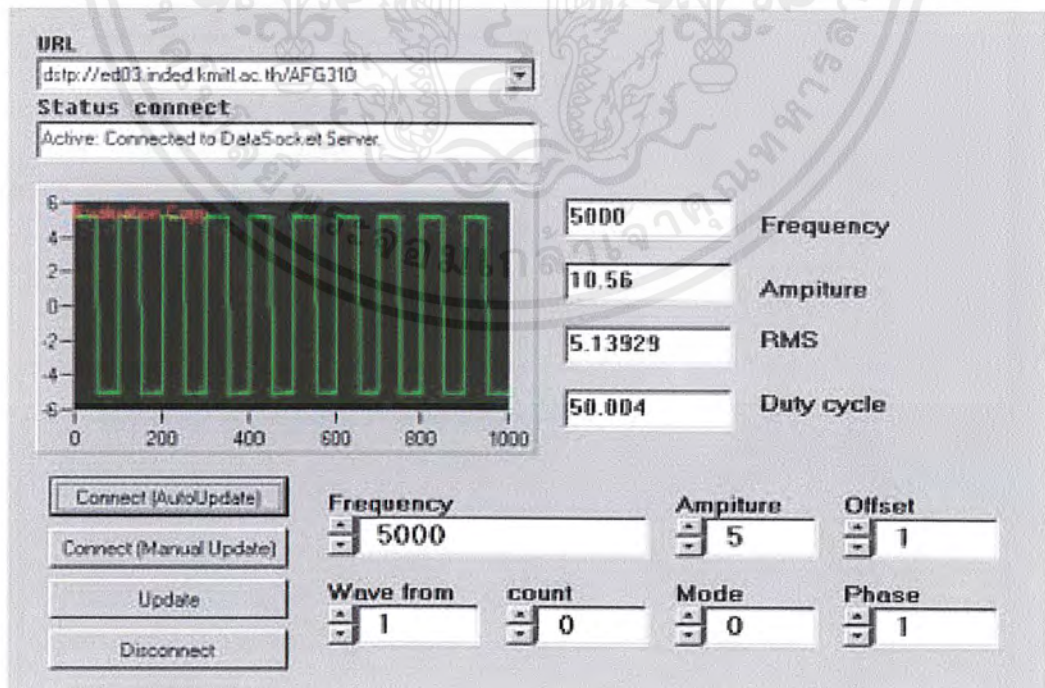 URL
dstp://ed03.inded.kmitl.ac.th/AFG310
Status connect
Active: Connected to DataSocket Server.
Evaluation Copy
6
4
2
0
-2
-4
-6
0 200 400 600 800 1000
5000 Frequency
10.56 Ampiture
5.13929 RMS
50.004 Duty cycle
Connect (AutoUpdate)
Connect (Manual Update)
Update
Disconnect
Frequency Ampiture Offset
5000 5 1
Wave from count Mode Phase
1 0 0 1